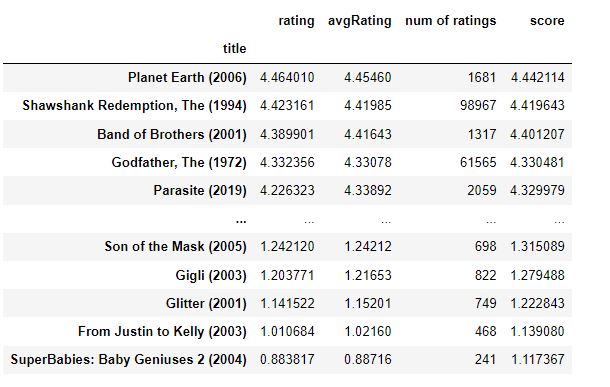 rating avgRating num of ratings score
title
Planet Earth (2006) 4.464010 4.45460 1681 4.442114
Shawshank Redemption, The (1994) 4.423161 4.41985 98967 4.419643
Band of Brothers (2001) 4.389901 4.41643 1317 4.401207
Godfather, The (1972) 4.332356 4.33078 61565 4.330481
Parasite (2019) 4.226323 4.33892 2059 4.329979
... ... ... ... ...
Son of the Mask (2005) 1.242120 1.24212 698 1.315089
Gigli (2003) 1.203771 1.21653 822 1.279488
Glitter (2001) 1.141522 1.15201 749 1.222843
From Justin to Kelly (2003) 1.010684 1.02160 468 1.139080
SuperBabies: Baby Geniuses 2 (2004) 0.883817 0.88716 241 1.117367